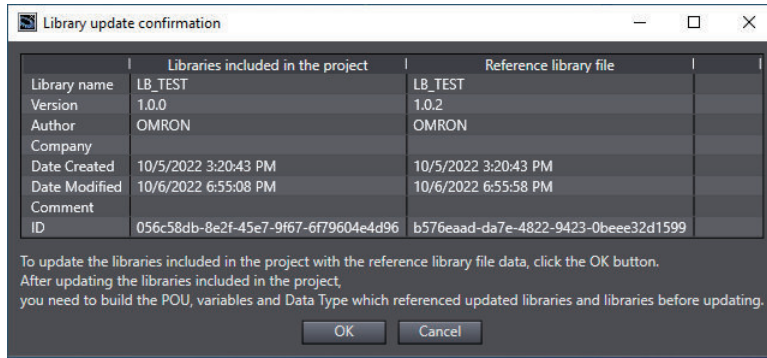 Library update confirmation
Libraries included in the project Reference library file
Library name LB_TEST LB_TEST
Version 1.0.0 1.0.2
Author OMRON OMRON
Company
Date Created 10/5/2022 3:20:43 PM 10/5/2022 3:20:43 PM
Date Modified 10/6/2022 6:55:08 PM 10/6/2022 6:55:58 PM
Comment
ID 056c58db-8e2f-45e7-9f67-6f79604e4d96 b576eaad-da7e-4822-9423-0beee32d1599
To update the libraries included in the project with the reference library file data, click the OK button.
After updating the libraries included in the project,
you need to build the POU, variables and Data Type which referenced updated libraries and libraries before updating.
OK Cancel